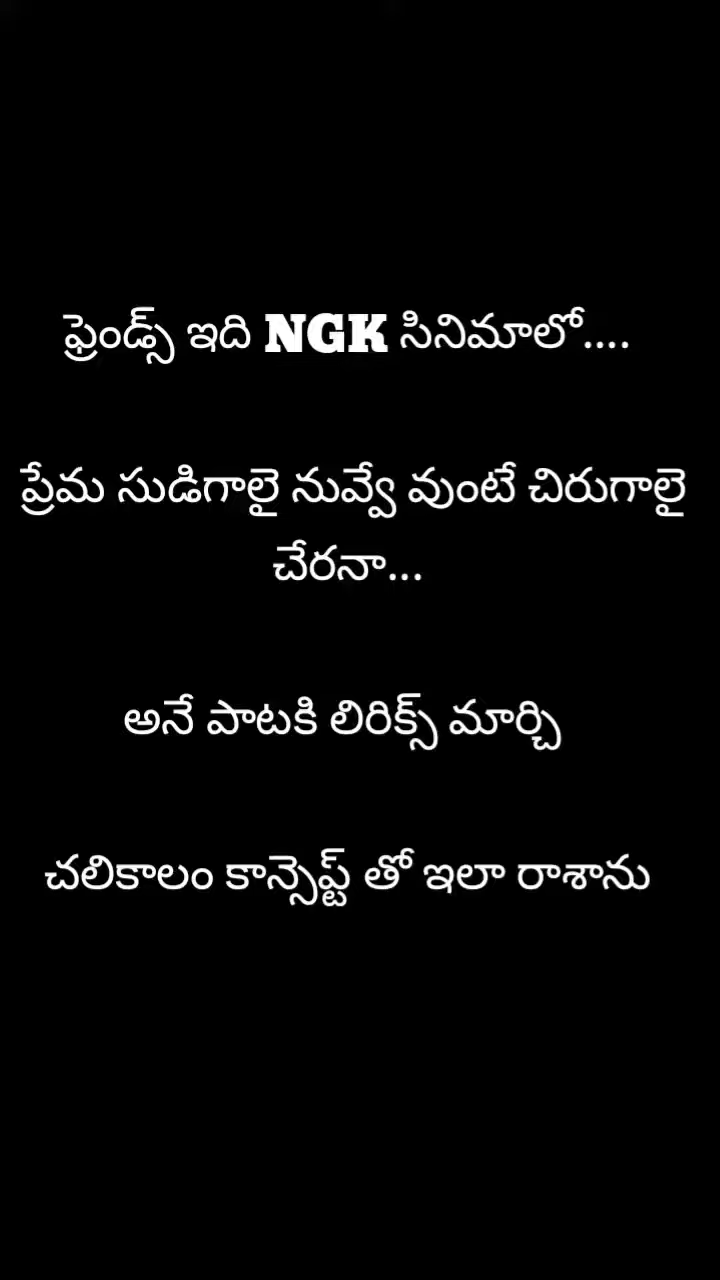 ఫ్రెండ్స్ ఇది NGK సినిమాలో....
ప్రేమ సుడిగాలై నువ్వే వుంటే చిరుగాలై
చేరనా...
అనే పాటకి లిరిక్స్ మార్చి
చలికాలం కాన్సెప్ట్ తో ఇలా రాశాను